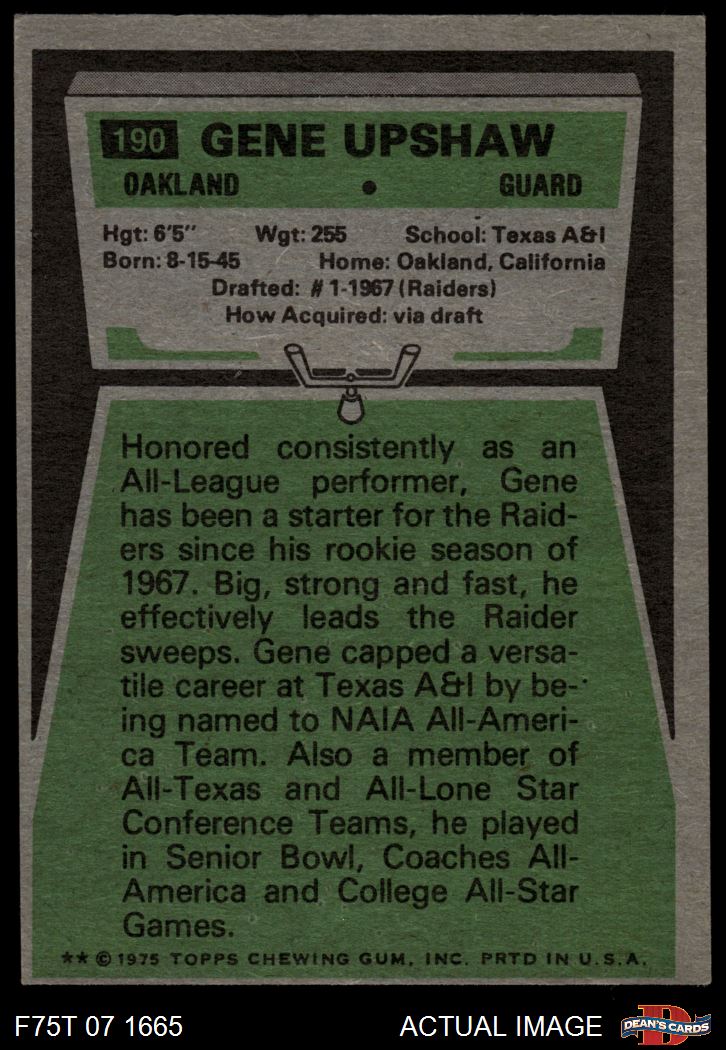 190 GENE UPSHAW
OAKLAND • GUARD
Hgt: 6'5" Wgt: 255 School: Texas A&I
Born: 8-15-45 Home: Oakland, California
Drafted: #1-1967 (Raiders)
How Acquired: via draft
Honored consistently as an
All-League performer, Gene
has been a starter for the Raid-
ers since his rookie season of
1967. Big, strong and fast, he
effectively leads the Raider
sweeps. Gene capped a versa-
tile career at Texas A&I by be-
ing named to NAIA All-Ameri-
ca Team. Also a member of
All-Texas and All-Lone Star
Conference Teams, he played
in Senior Bowl, Coaches All-
America and College All-Star
Games.
** © 1975 TOPPS CHEWING GUM, INC. PRTD IN U.S.A.
F75T 07 1665 ACTUAL IMAGE
D
DEAN'S CARDS